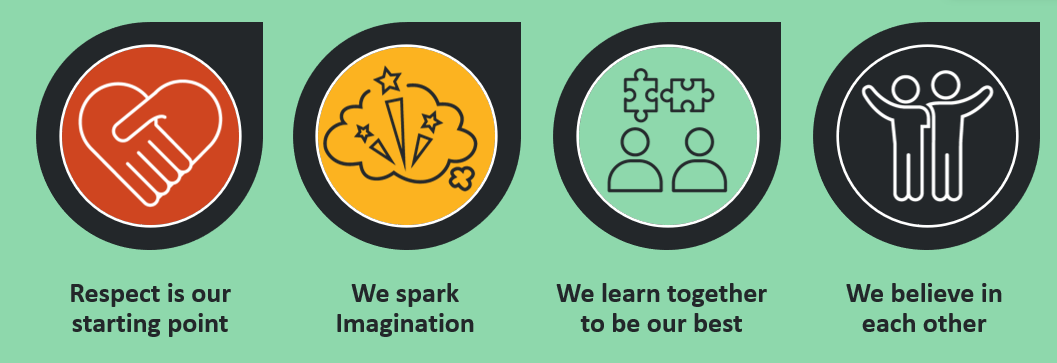 Respect is our
starting point
We spark
Imagination
We learn together
to be our best
We believe in
each other